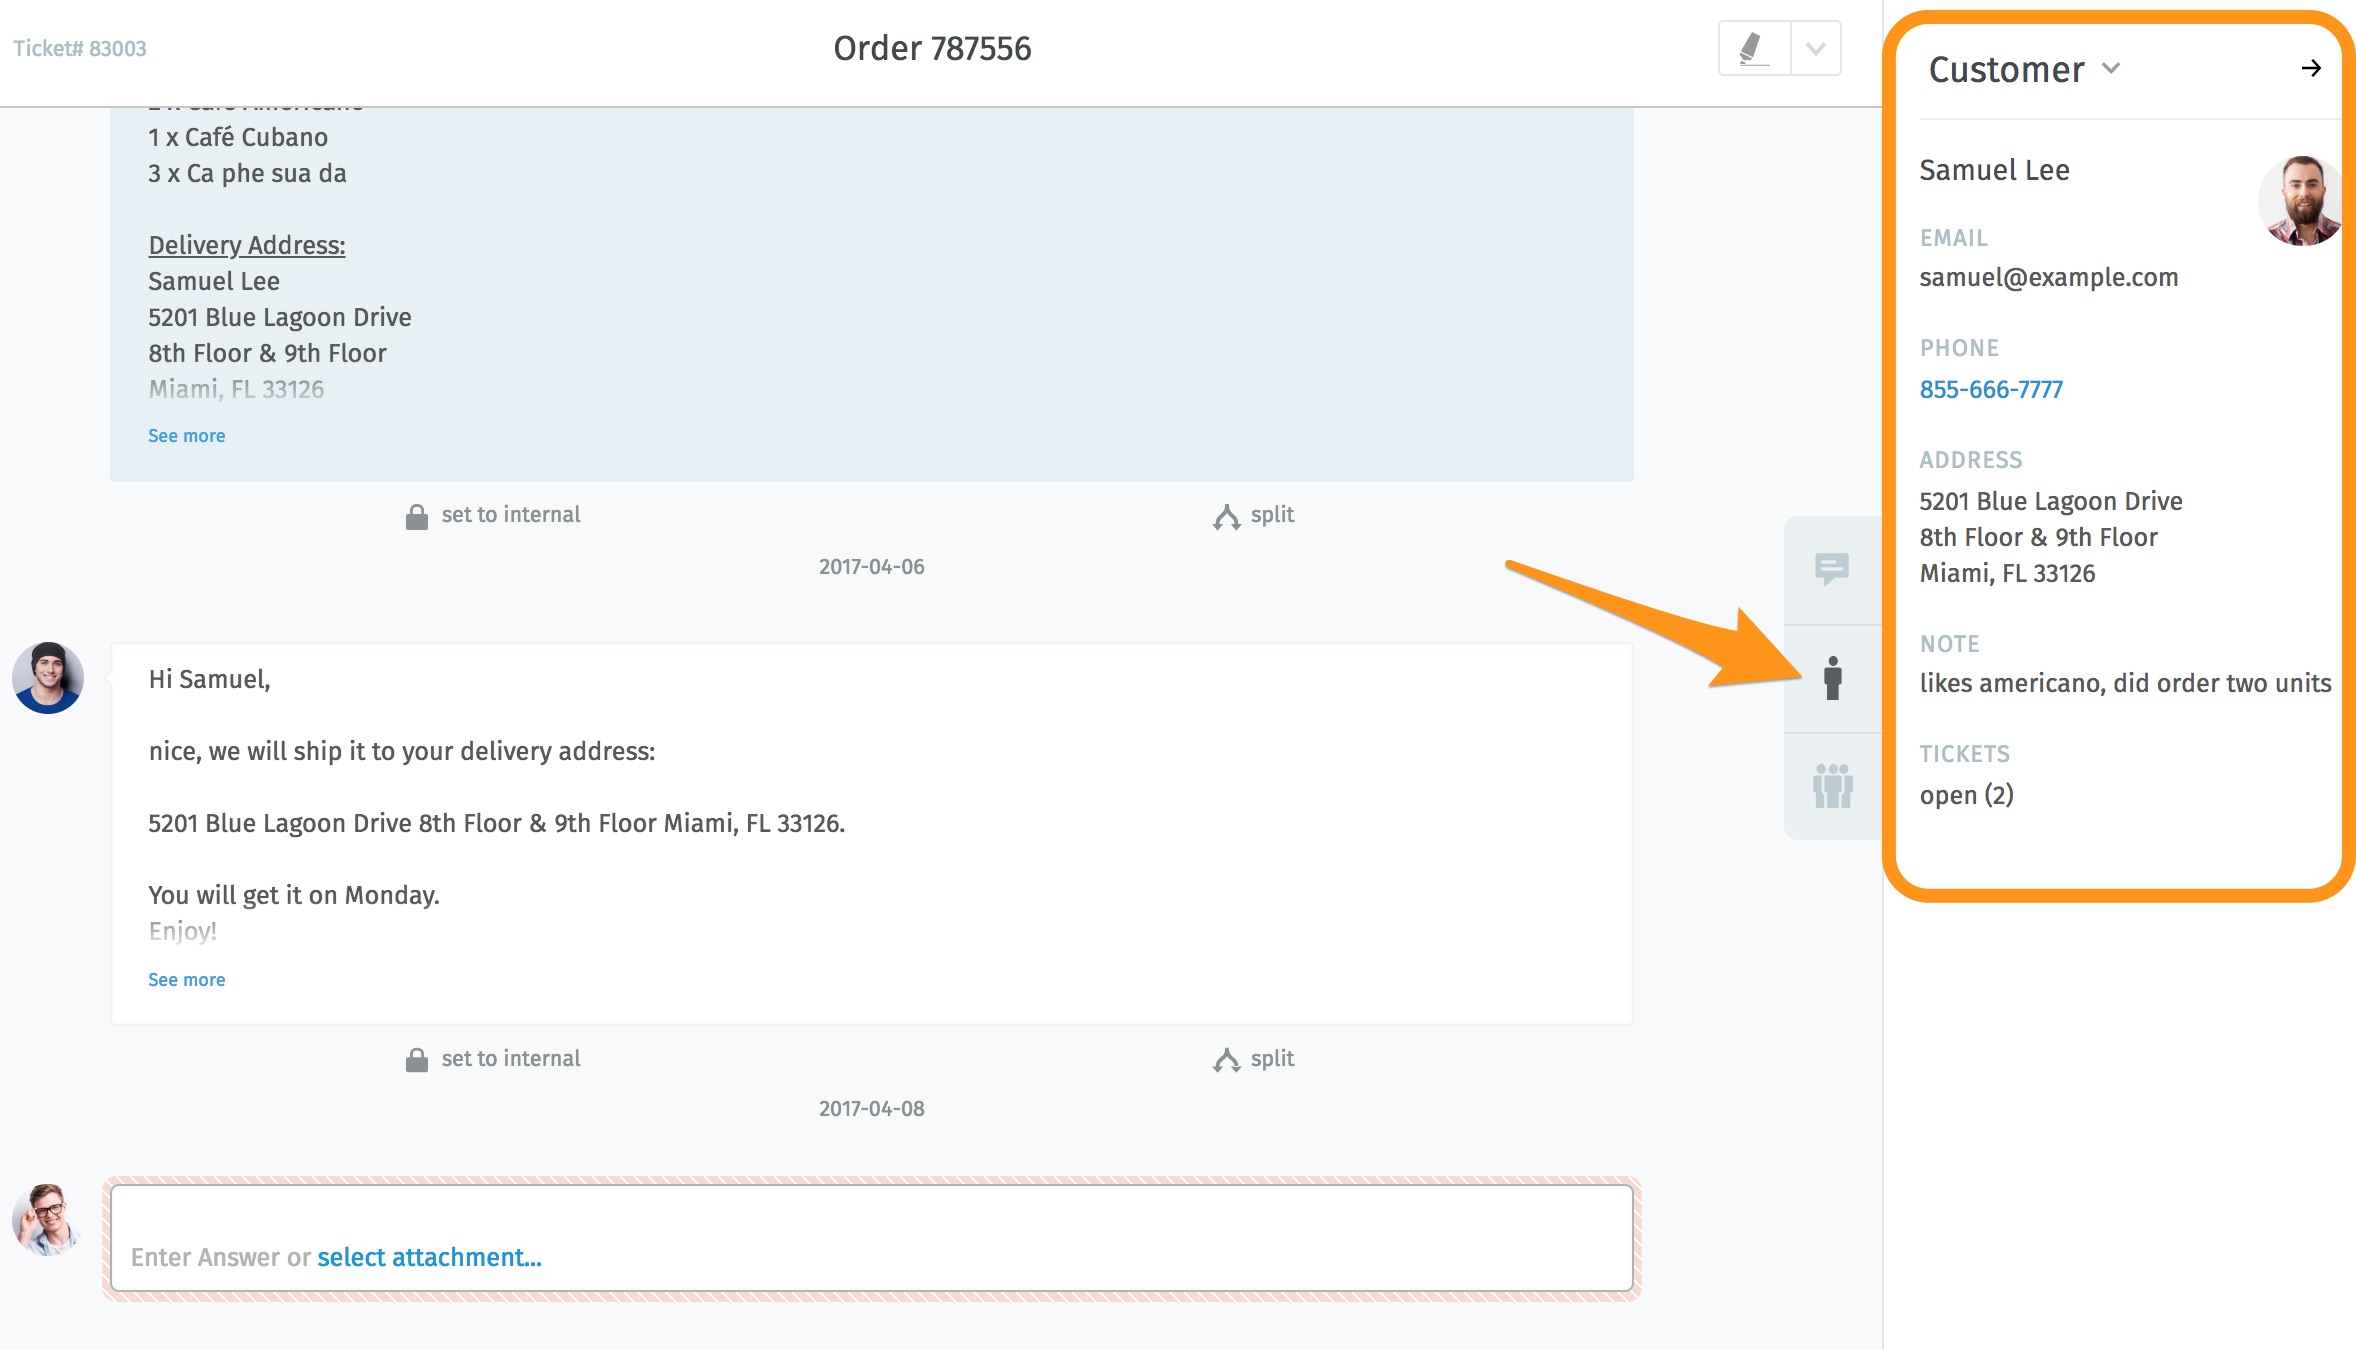 Ticket# 83003
Order 787556
1 x Café Cubano
3 x Ca phe sua da
Delivery Address:
Samuel Lee
5201 Blue Lagoon Drive
8th Floor & 9th Floor
Miami, FL 33126
See more
set to internal
split
2017-04-06
Hi Samuel,
nice, we will ship it to your delivery address:
5201 Blue Lagoon Drive 8th Floor & 9th Floor Miami, FL 33126.
You will get it on Monday.
Enjoy!
See more
set to internal
split
2017-04-08
Enter Answer or select attachment...
Customer
Samuel Lee
EMAIL
samuel@example.com
PHONE
855-666-7777
ADDRESS
5201 Blue Lagoon Drive
8th Floor & 9th Floor
Miami, FL 33126
NOTE
likes americano, did order two units
TICKETS
open (2)